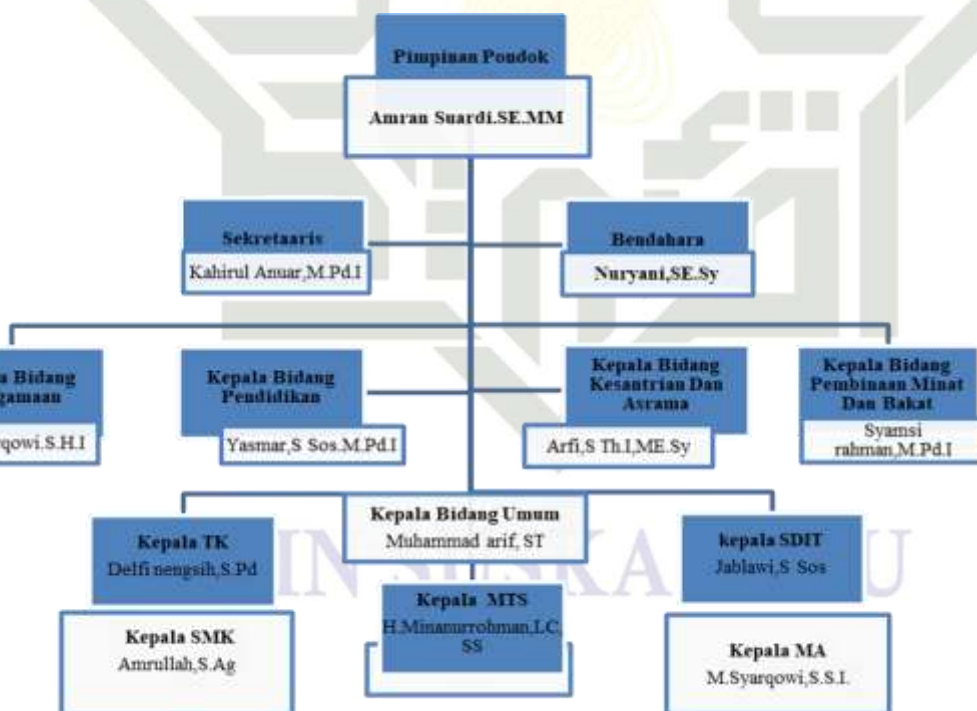 Pimpinan Pondok
Amran Suardi.SE.MM
Sekretaaris
Kahirul Anuar,M.Pd.I
Bendahara
Nuryani,SE.Sy
Bidang
Kepala Bidang
Pendidikan
Yasmar,S Sos.M.Pd.I
Kepala Bidang
Kesantrian Dan
Asrama
Arfi,S Th.I,ME.Sy
Kepala Bidang
Pembinaan Minat
Dan Bakat
Syamsi
rahman,M.Pd.I
Kepala Bidang Umum
Muhammad arif, ST
Kepala TK
Delfi nengsih,S.Pd
kepala SDIT
Jablawi,S Sos
Kepala MTS
H.Minanurrohman,LC,
SS
Kepala SMK
Amrullah,S.Ag
Kepala MA
M.Syarqowi,S.S.I.